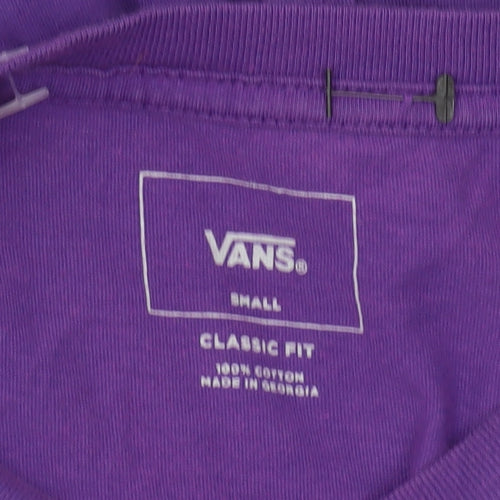 VANS®
SMALL
CLASSIC FIT
100% COTTON
MADE IN GEORGIA